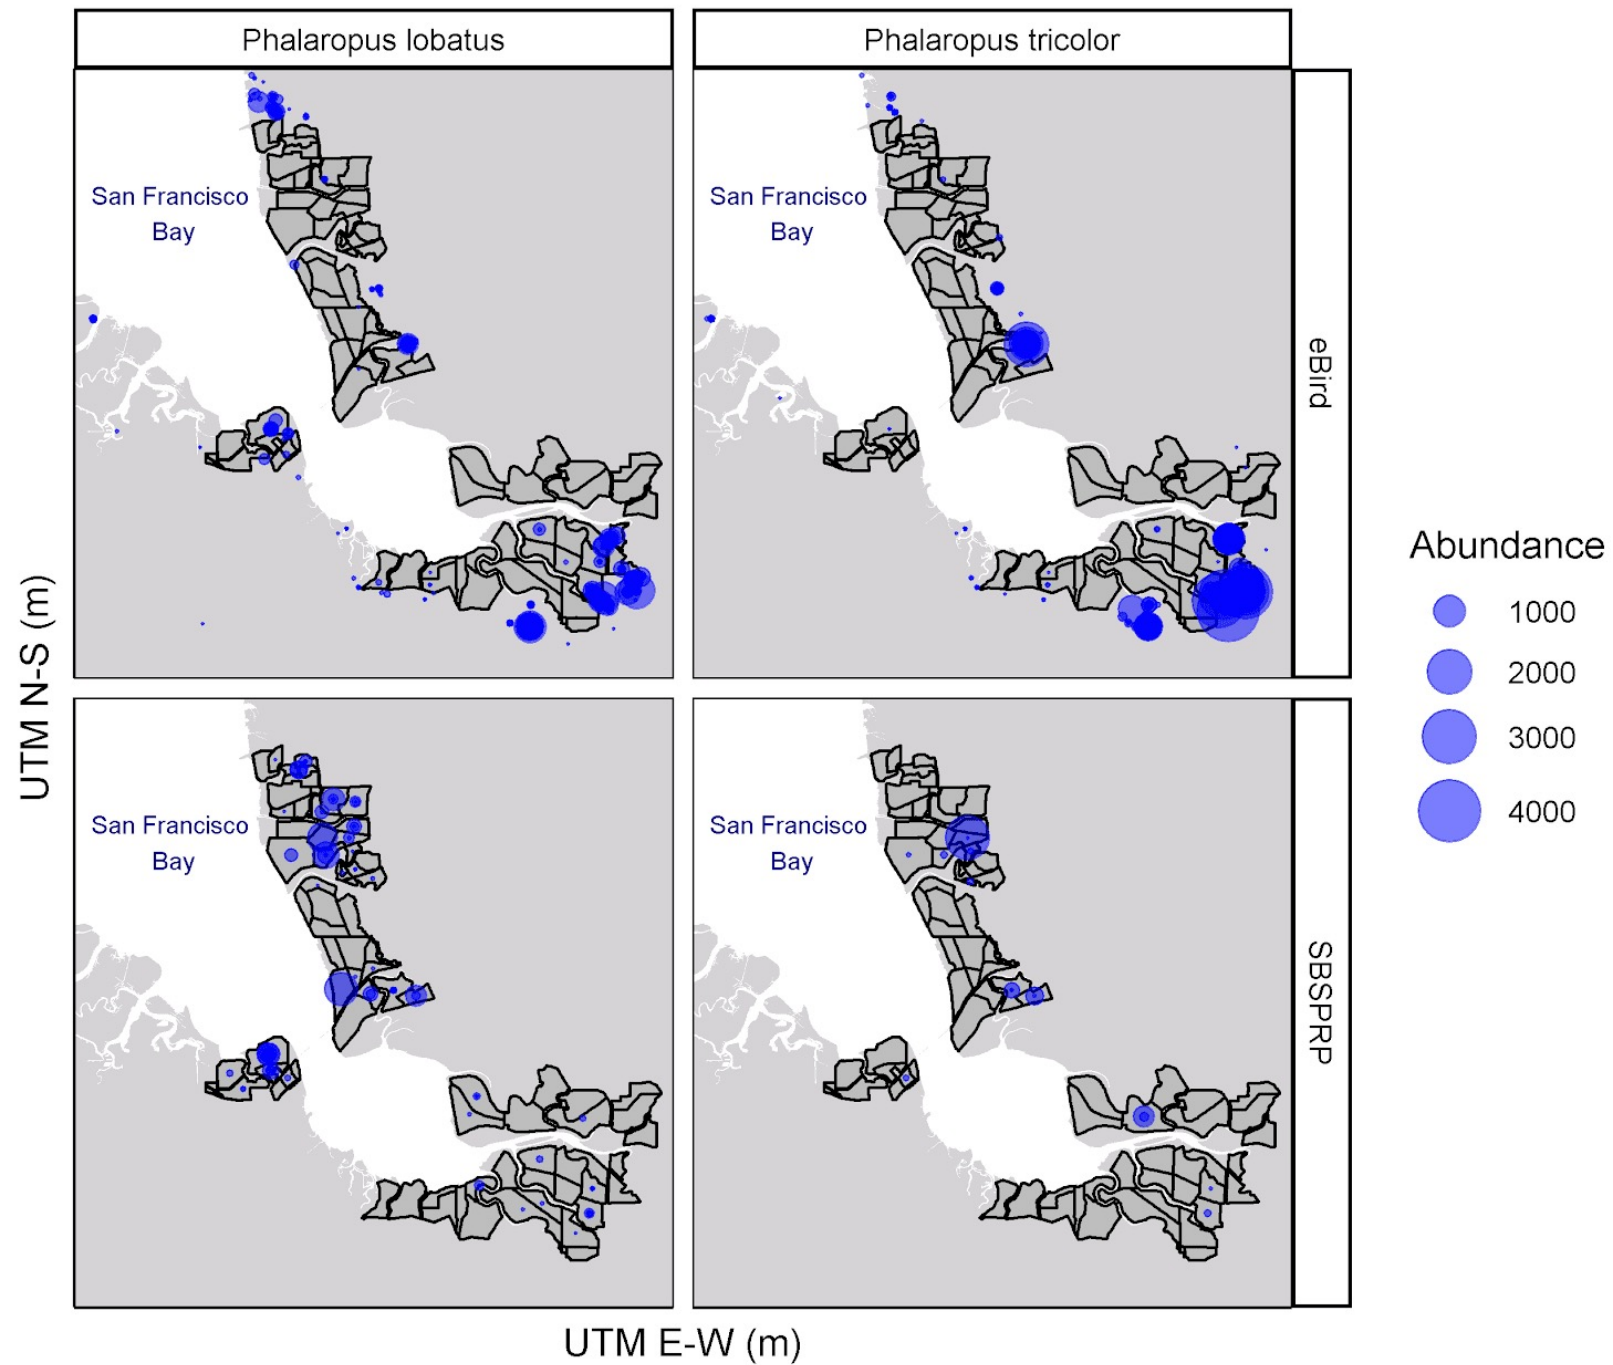 Phalaropus lobatus
Phalaropus tricolor
San Francisco
Bay
San Francisco
Bay
eBird
San Francisco
Bay
San Francisco
Bay
SBSPRP
UTM N-S (m)
UTM E-W (m)
Abundance
1000
2000
3000
4000